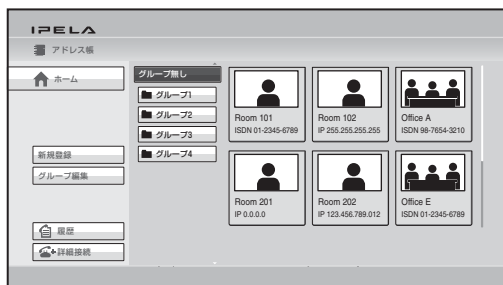 IPELA
アドレス帳
ホーム
新規登録
グループ編集
履歴
詳細接続
グループ無し
グループ1
グループ2
グループ3
グループ4
Room 101
ISDN 01-2345-6789
Room 102
IP 255.255.255.255
Office A
ISDN 98-7654-3210
Room 201
IP 0.0.0.0
Room 202
IP 123.456.789.012
Office E
ISDN 01-2345-6789